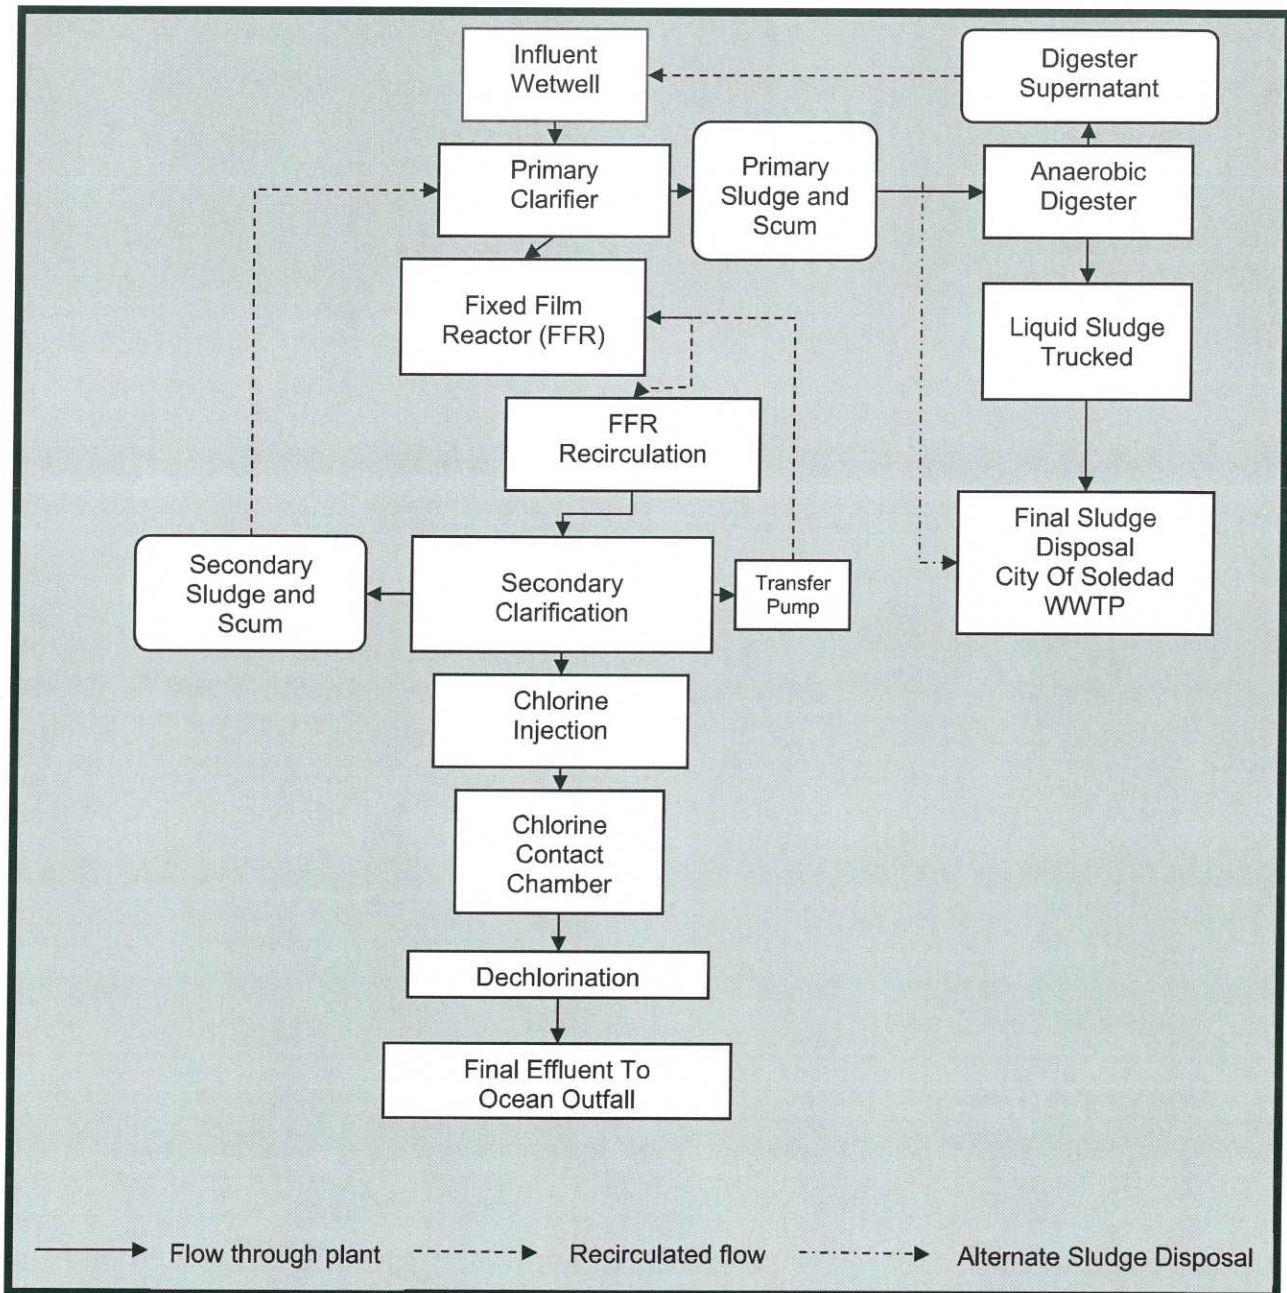 Influent
Wetwell
Digester
Supernatant
Primary
Clarifier
Primary
Sludge and
Scum
Anaerobic
Digester
Fixed Film
Reactor (FFR)
Liquid Sludge
Trucked
FFR
Recirculation
Final Sludge
Disposal
City Of Soledad
WWTP
Secondary
Sludge and
Scum
Secondary
Clarification
Transfer
Pump
Chlorine
Injection
Chlorine
Contact
Chamber
Dechlorination
Final Effluent To
Ocean Outfall
Flow through plant
Recirculated flow
Alternate Sludge Disposal